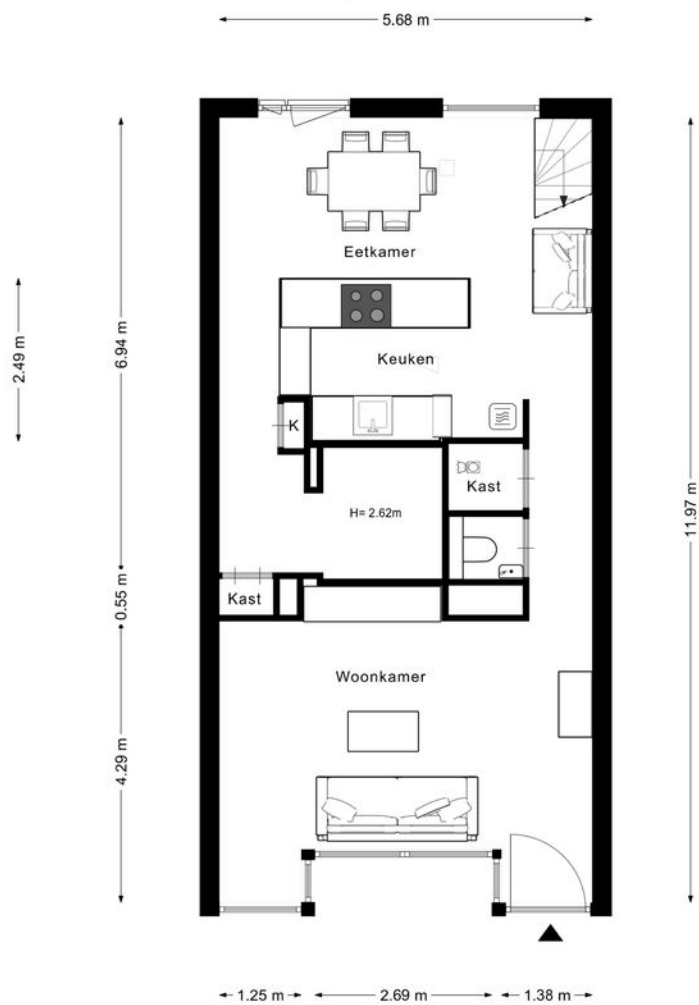 5.68 m
Eetkamer
Keuken
K
Kast
H= 2.62m
Kast
Woonkamer
2.49 m
6.94 m
0.55 m
4.29 m
11.97 m
1.25 m
2.69 m
1.38 m